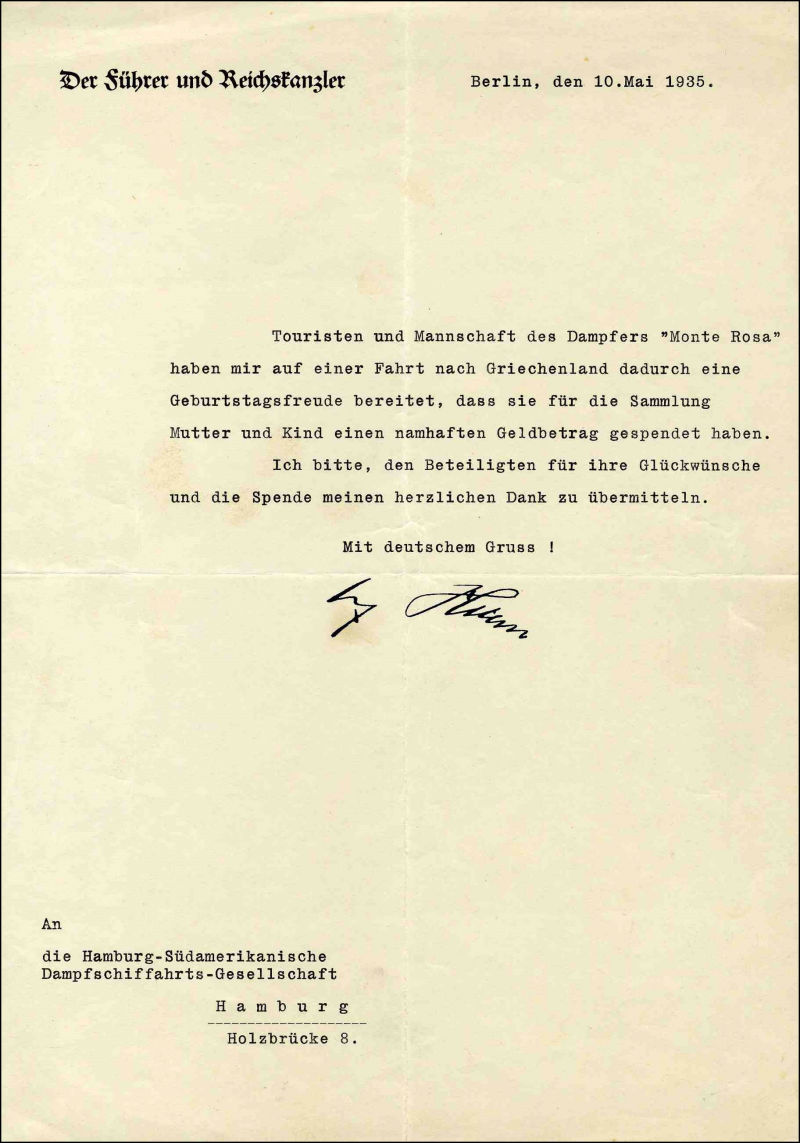 Der Führer und Reichskanzler
Berlin, den 10.Mai 1935.
Touristen und Mannschaft des Dampfers "Monte Rosa"
haben mir auf einer Fahrt nach Griechenland dadurch eine
Geburtstagsfreude bereitet, dass sie für die Sammlung
Mutter und Kind einen namhaften Geldbetrag gespendet haben.
Ich bitte, den Beteiligten für ihre Glückwünsche
und die Spende meinen herzlichen Dank zu übermitteln.
Mit deutschem Gruss !
An
die Hamburg-Südamerikanische
Dampfschiffahrts-Gesellschaft
H a m b u r g
Holzbrücke 8.